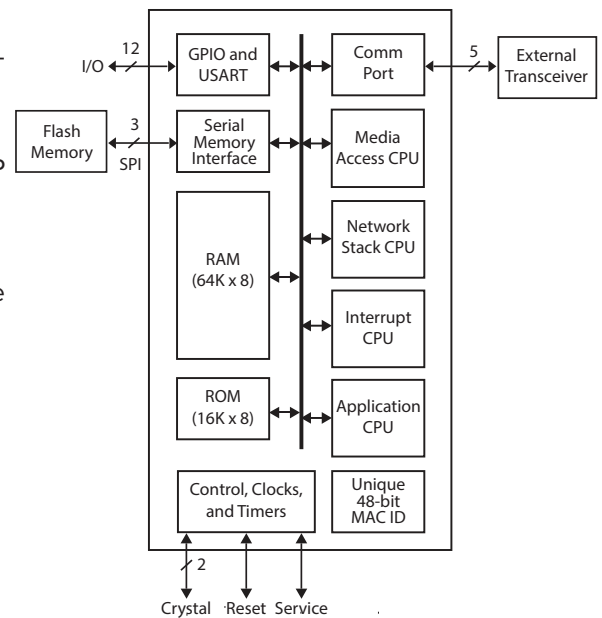 12
I/O
GPIO and
USART
Comm
Port
5
External
Transceiver
Flash
Memory
3
SPI
Serial
Memory
Interface
Media
Access CPU
RAM
(64K x 8)
Network
Stack CPU
Interrupt
CPU
ROM
(16K x 8)
Application
CPU
Control, Clocks,
and Timers
Unique
48-bit
MAC ID
2
Crystal
Reset
Service